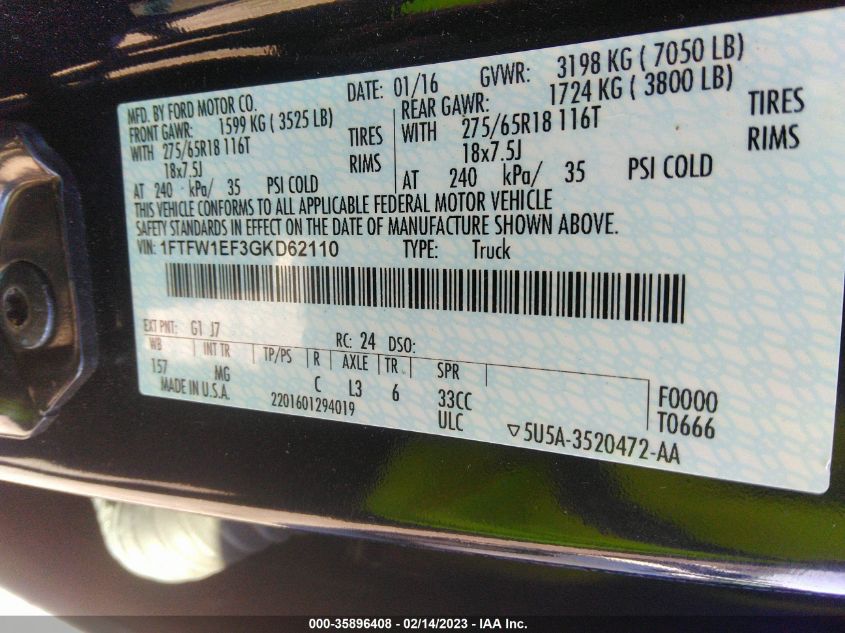 MFD. BY FORD MOTOR CO. DATE: 01/16 GVWR: 3198 KG ( 7050 LB)
FRONT GAWR: 1599 KG ( 3525 LB) REAR GAWR: 1724 KG ( 3800 LB)
WITH 275/65R18 116T TIRES WITH 275/65R18 116T TIRES
18x7.5J RIMS 18x7.5J RIMS
AT 240 kPa/ 35 PSI COLD AT 240 kPa/ 35 PSI COLD
THIS VEHICLE CONFORMS TO ALL APPLICABLE FEDERAL MOTOR VEHICLE
SAFETY STANDARDS IN EFFECT ON THE DATE OF MANUFACTURE SHOWN ABOVE.
VIN: 1FTFW1EF3GKD62110 TYPE: Truck
EXT PNT: G1 J7 RC: 24 DSO:
WB INT TR TP/PS R AXLE TR SPR
157 MG C L3 6 33CC F0000
MADE IN U.S.A. 2201601294019 ULC ▽5U5A-3520472-AA T0666
000-35896408 - 02/14/2023 - IAA Inc.